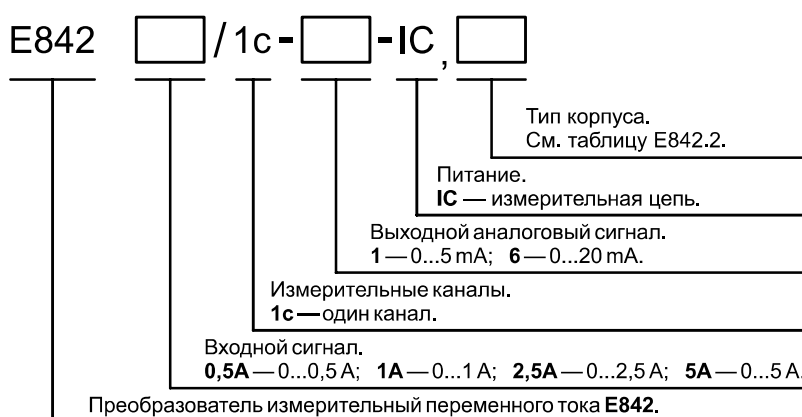 E842 / 1c - - IC,
Тип корпуса.
См. таблицу E842.2.
Питание.
IC — измерительная цепь.
Выходной аналоговый сигнал.
1 — 0...5 mA; 6 — 0...20 mA.
Измерительные каналы.
1c — один канал.
Входной сигнал.
0,5A — 0...0,5 A; 1A — 0...1 A; 2,5A — 0...2,5 A; 5A — 0...5 A.
Преобразователь измерительный переменного тока E842.